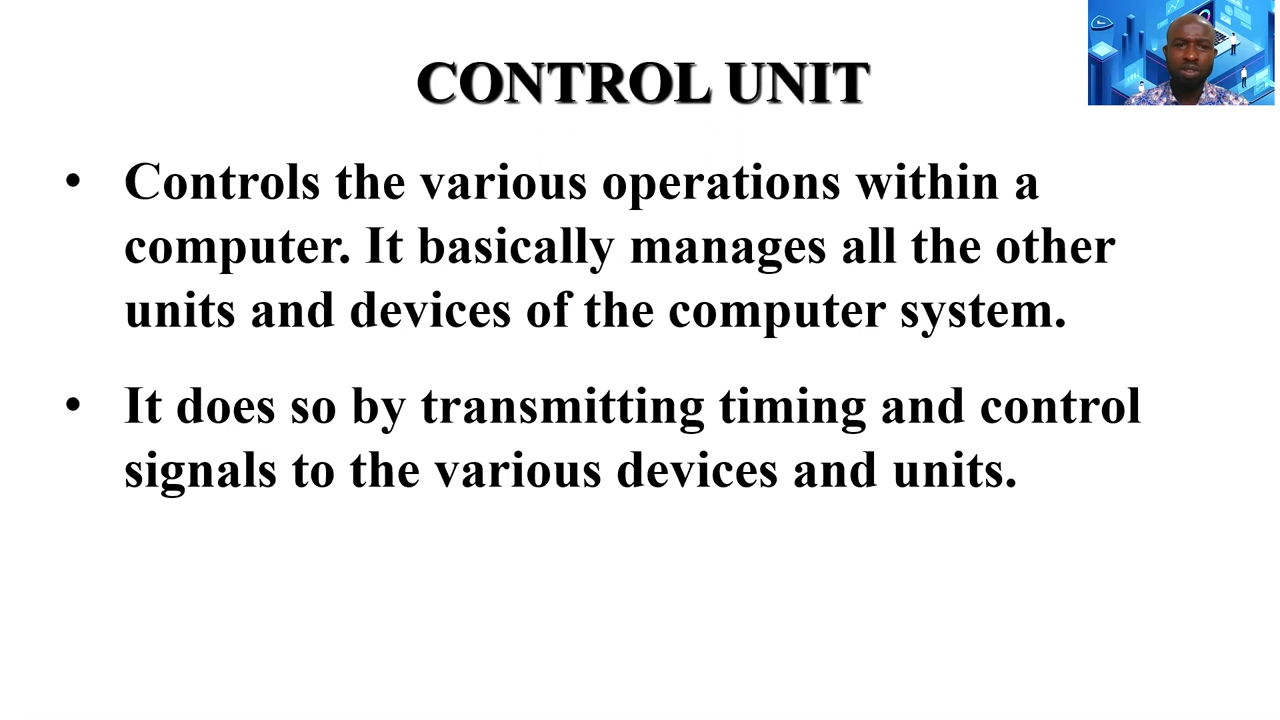 CONTROL UNIT
• Controls the various operations within a
computer. It basically manages all the other
units and devices of the computer system.
• It does so by transmitting timing and control
signals to the various devices and units.